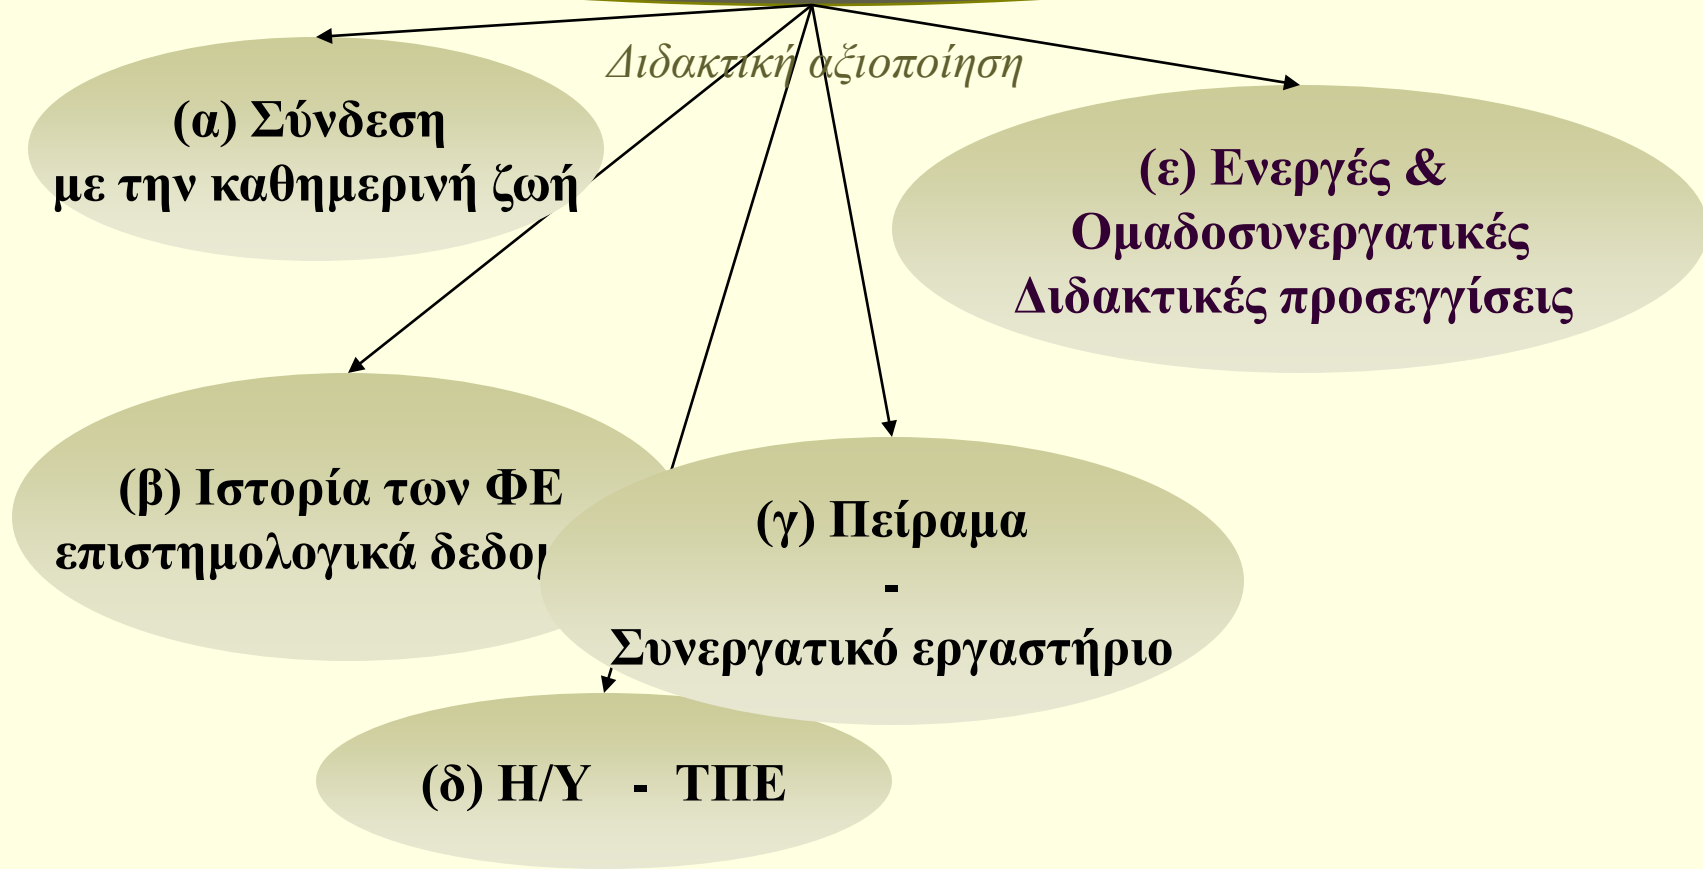 Διδακτική αξιοποίηση
(α) Σύνδεση
με την καθημερινή ζωή
(ε) Ενεργές &
Ομαδοσυνεργατικές
Διδακτικές προσεγγίσεις
(β) Ιστορία των ΦΕ
επιστημολογικά
(γ) Πείραμα
-
Συνεργατικό εργαστήριο
(δ) Η/Υ - ΤΠΕ